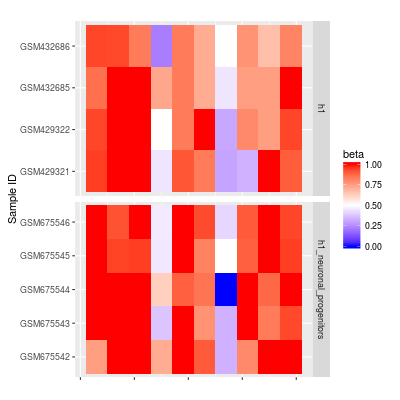 GSM432686
GSM432685
GSM429322
GSM429321
h1
GSM675546
GSM675545
GSM675544
GSM675543
GSM675542
h1_neuronal_progenitors
Sample ID
beta
1.00
0.75
0.50
0.25
0.00